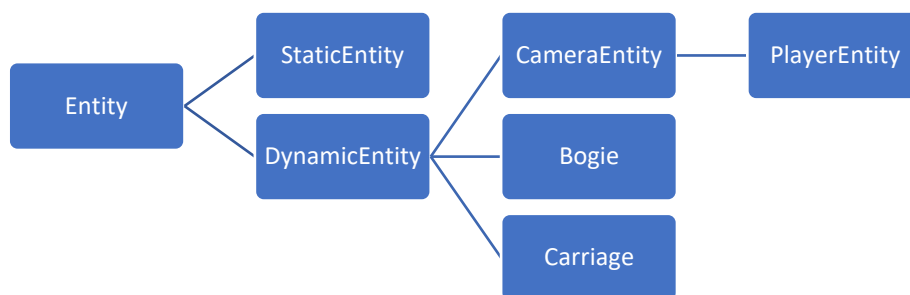 StaticEntity
CameraEntity
PlayerEntity
Entity
DynamicEntity
Bogie
Carriage